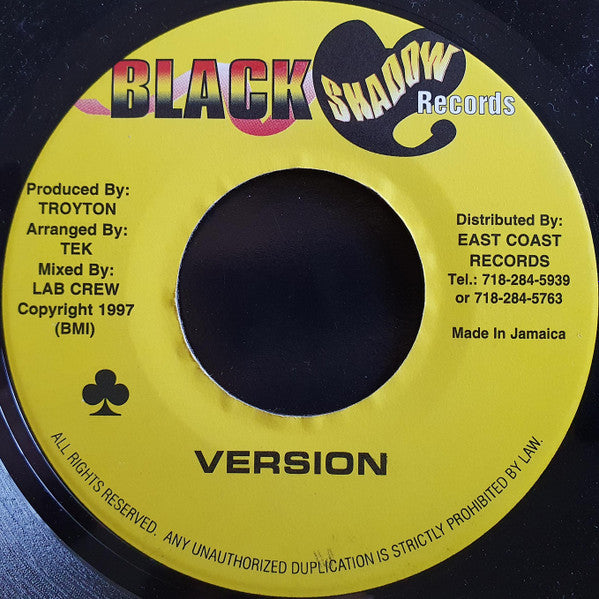 BLACK SHADOW Records
Produced By:
TROYTON
Arranged By:
TEK
Mixed By:
LAB CREW
Copyright 1997
(BMI)
Distributed By:
EAST COAST
RECORDS
Tel.: 718-284-5939
or 718-284-5763
Made In Jamaica
VERSION
ALL RIGHTS RESERVED. ANY UNAUTHORIZED DUPLICATION IS STRICTLY PROHIBITED BY LAW.